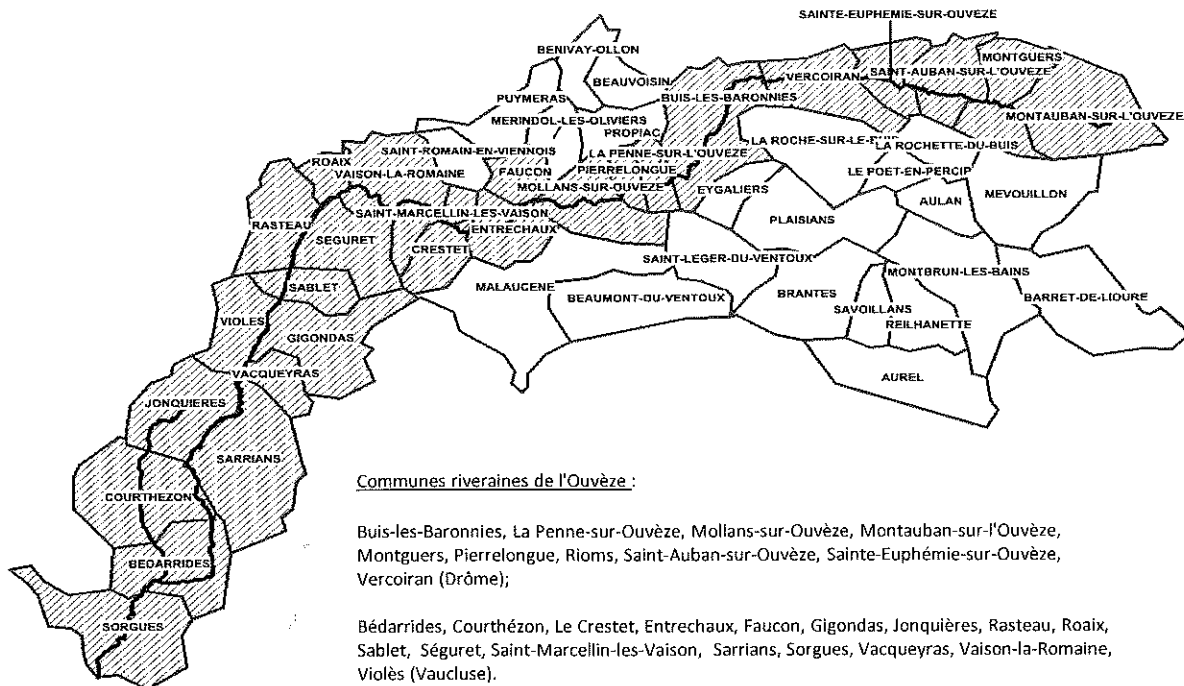 SAINTE-EUPHEMIE-SUR-OUVEZE
BENIVAY-OLLON
MONTGUERS
BEAUVOISIN
VERCOIRAN
SAINT-AUBAN-SUR-L'OUVEZE
PUYMERAS
BUIS-LES-BARONNIES
MERINDOL-LES-OLIVIERS
MONTAUBAN-SUR-L'OUVEZE
PROPIAC
LA ROCHE-SUR-LE-BUIS
LA ROCHETTE-DU-BUIS
SAINT-ROMAIN-EN-VIENNOIS
LA PENNE-SUR-L'OUVEZE
ROAIX
VAISON-LA-ROMAINE
FAUCON
PIERRELONGUE
LE POET-EN-PERCIP
MOLLANS-SUR-OUVEZE
EYGALIERS
MEVOUILLON
AULAN
SAINT-MARCELLIN-LES-VAISON
PLAISIANS
RASTEAU
ENTRECHAUX
SEGURET
CRESTET
SAINT-LEGER-DU-VENTOUX
MONTBRUN-LES-BAINS
SABLET
MALAUCENE
BEAUMONT-DU-VENTOUX
BRANTES
BARRET-DE-LIOURE
SAVOILLANS
VIOLES
REILHANETTE
GIGONDAS
VACQUEYRAS
AUREL
JONQUIERES
SARRIANS
COURTHEZON
BEDARRIDES
SORGUES
Communes riveraines de l'Ouvèze :
Buis-les-Baronnies, La Penne-sur-Ouvèze, Mollans-sur-Ouvèze, Montauban-sur-l'Ouvèze,
Montguers, Pierrelongue, Rioms, Saint-Auban-sur-Ouvèze, Sainte-Euphémie-sur-Ouvèze,
Vercoiran (Drôme);
Bédarrides, Courthézon, Le Crestet, Entrechaux, Faucon, Gigondas, Jonquières, Rasteau, Roaix,
Sablet, Séguret, Saint-Marcellin-les-Vaison, Sarrians, Sorgues, Vacqueyras, Vaison-la-Romaine,
Violès (Vaucluse).